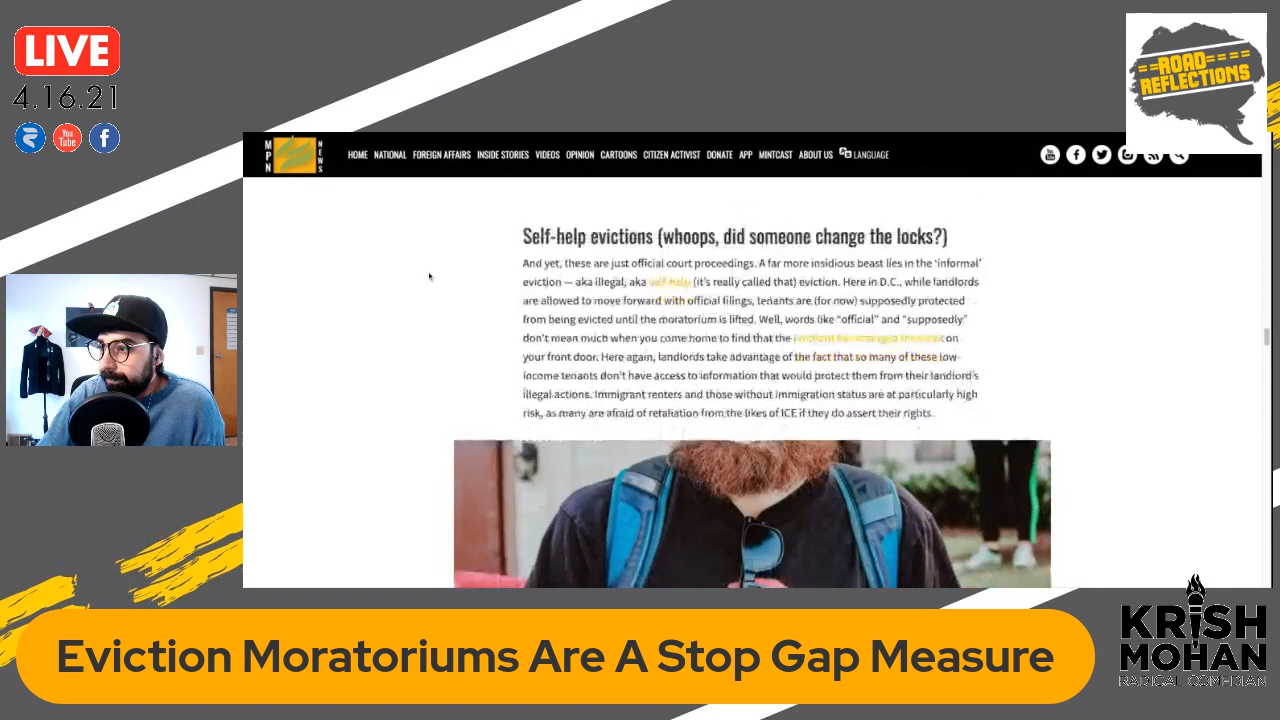 LIVE
4.16.21
You
Tube
f
==ROAD====
REFLECTIONS
MPN
NEWS
HOME NATIONAL FOREIGN AFFAIRS INSIDE STORIES VIDEOS OPINION CARTOONS CITIZEN ACTIVIST DONATE APP MINTCAST ABOUT US LANGUAGE
Self-help evictions (whoops, did someone change the locks?)
And yet, these are just official court proceedings. A far more insidious beast lies in the ‘informal’
eviction — aka illegal, aka self help (it's really called that) eviction. Here in D.C., while landlords
are allowed to move forward with official filings, tenants are (for now) supposedly protected
from being evicted until the moratorium is lifted. Well, words like “official” and “supposedly”
don't mean much when you come home to find that the landlord has changed the locks on
your front door. Here again, landlords take advantage of the fact that so many of these low-
income tenants don't have access to information that would protect them from their landlord's
illegal actions. Immigrant renters and those without immigration status are at particularly high
risk, as many are afraid of retaliation from the likes of ICE if they do assert their rights.
Eviction Moratoriums Are A Stop Gap Measure
KRISH
MOHAN
RADICAL COMEDIAN